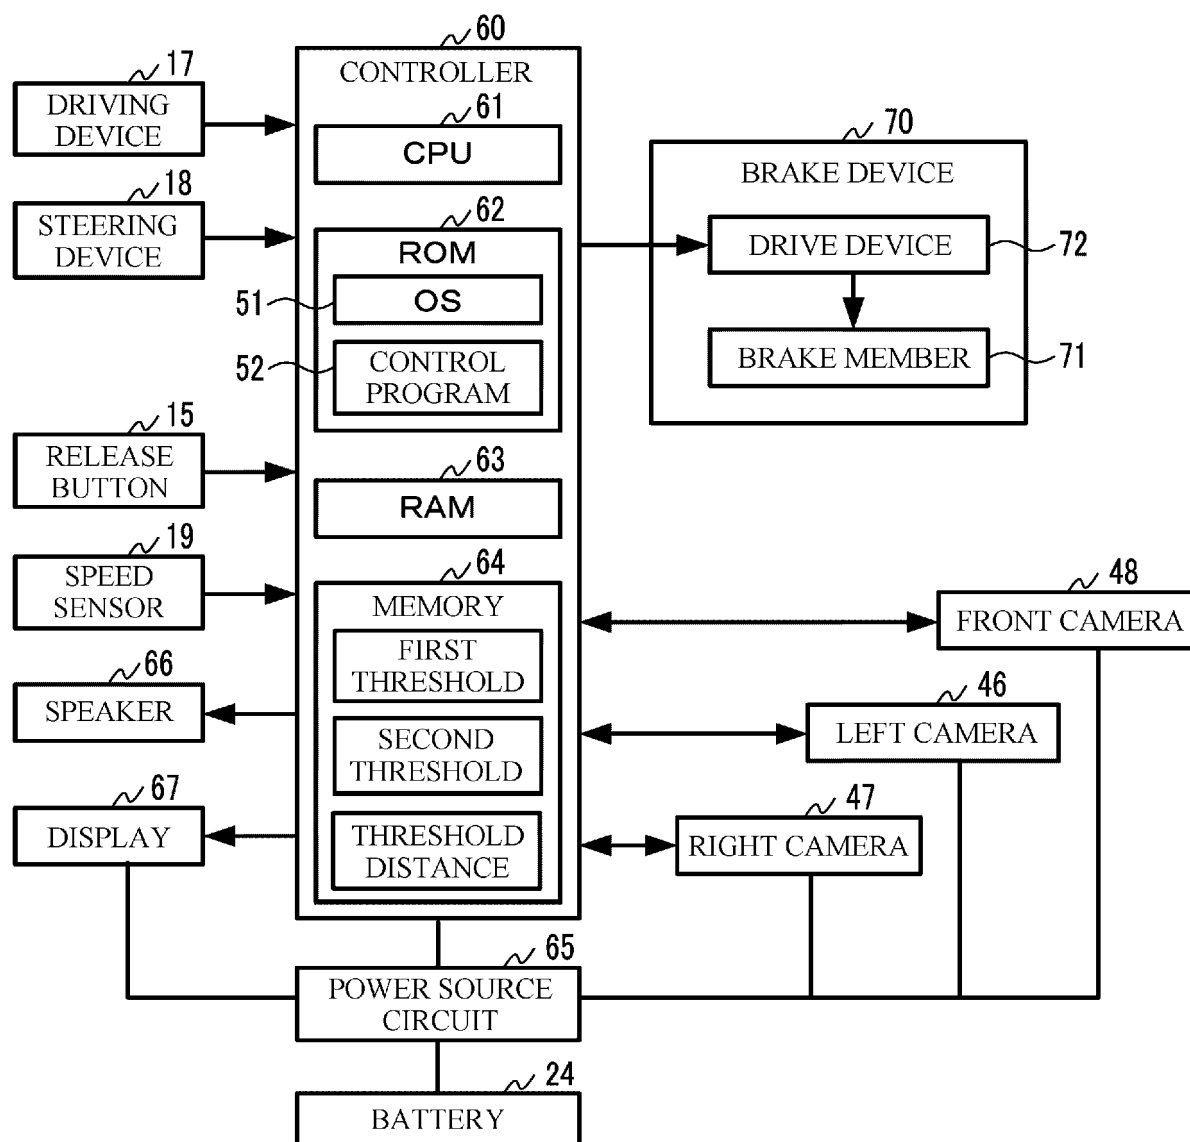 60
CONTROLLER
17
DRIVING
DEVICE
61
CPU
70
BRAKE DEVICE
18
STEERING
DEVICE
62
ROM
DRIVE DEVICE
72
51
OS
52
CONTROL
PROGRAM
BRAKE MEMBER
71
15
RELEASE
BUTTON
63
RAM
19
SPEED
SENSOR
64
MEMORY
48
FRONT CAMERA
FIRST
THRESHOLD
66
SPEAKER
46
LEFT CAMERA
SECOND
THRESHOLD
67
DISPLAY
47
RIGHT CAMERA
THRESHOLD
DISTANCE
65
POWER SOURCE
CIRCUIT
24
BATTERY